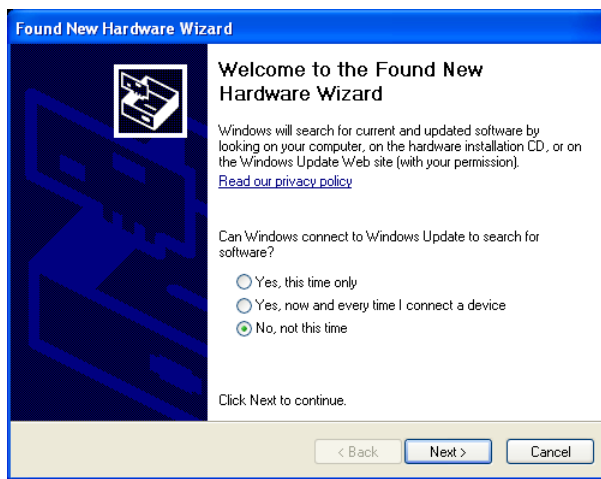 Found New Hardware Wizard
Welcome to the Found New
Hardware Wizard
Windows will search for current and updated software by
looking on your computer, on the hardware installation CD, or on
the Windows Update Web site (with your permission).
Read our privacy policy
Can Windows connect to Windows Update to search for
software?
Yes, this time only
Yes, now and every time I connect a device
No, not this time
Click Next to continue.
< Back Next > Cancel